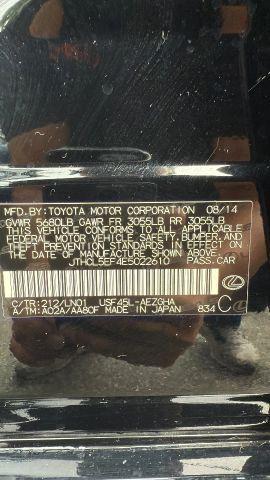 MFD.BY:TOYOTA MOTOR CORPORATION 08/14
GVWR 5680LB GAWR FR 3055LB RR 3055LB
THIS VEHICLE CONFORMS TO ALL APPLICABLE
FEDERAL MOTOR VEHICLE SAFETY, BUMPER, AND
THEFT PREVENTION STANDARDS IN EFFECT ON
THE DATE OF MANUFACTURE SHOWN ABOVE.
JTHCL5EF4E5022610 PASS.CAR
C/TR:212/LN01 USF45L-AEZGHA
A/TM:A02A/AA80F MADE IN JAPAN 834 C